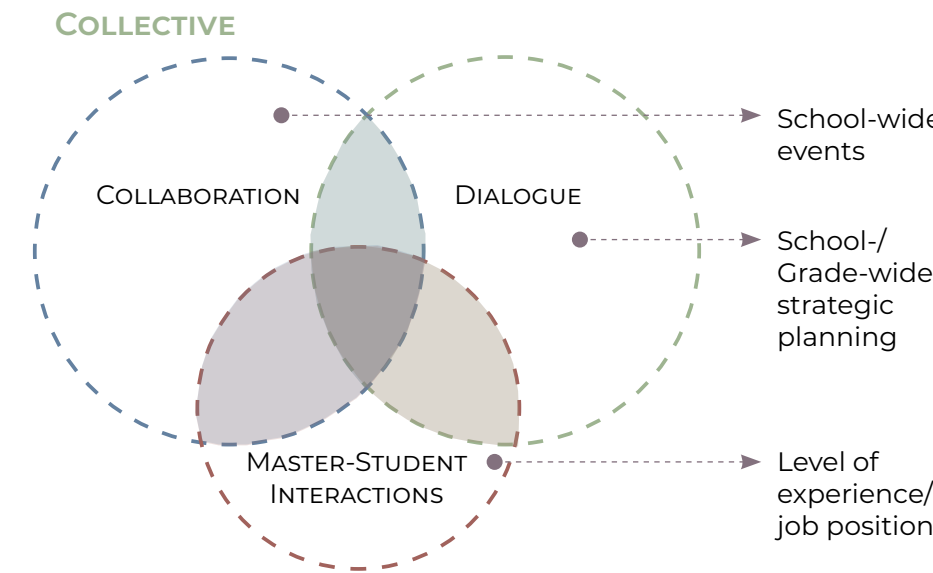 COLLECTIVE
School-wide
events
COLLABORATION
DIALOGUE
School-/
Grade-wide
strategic
planning
MASTER-STUDENT
INTERACTIONS
Level of
experience/
job position